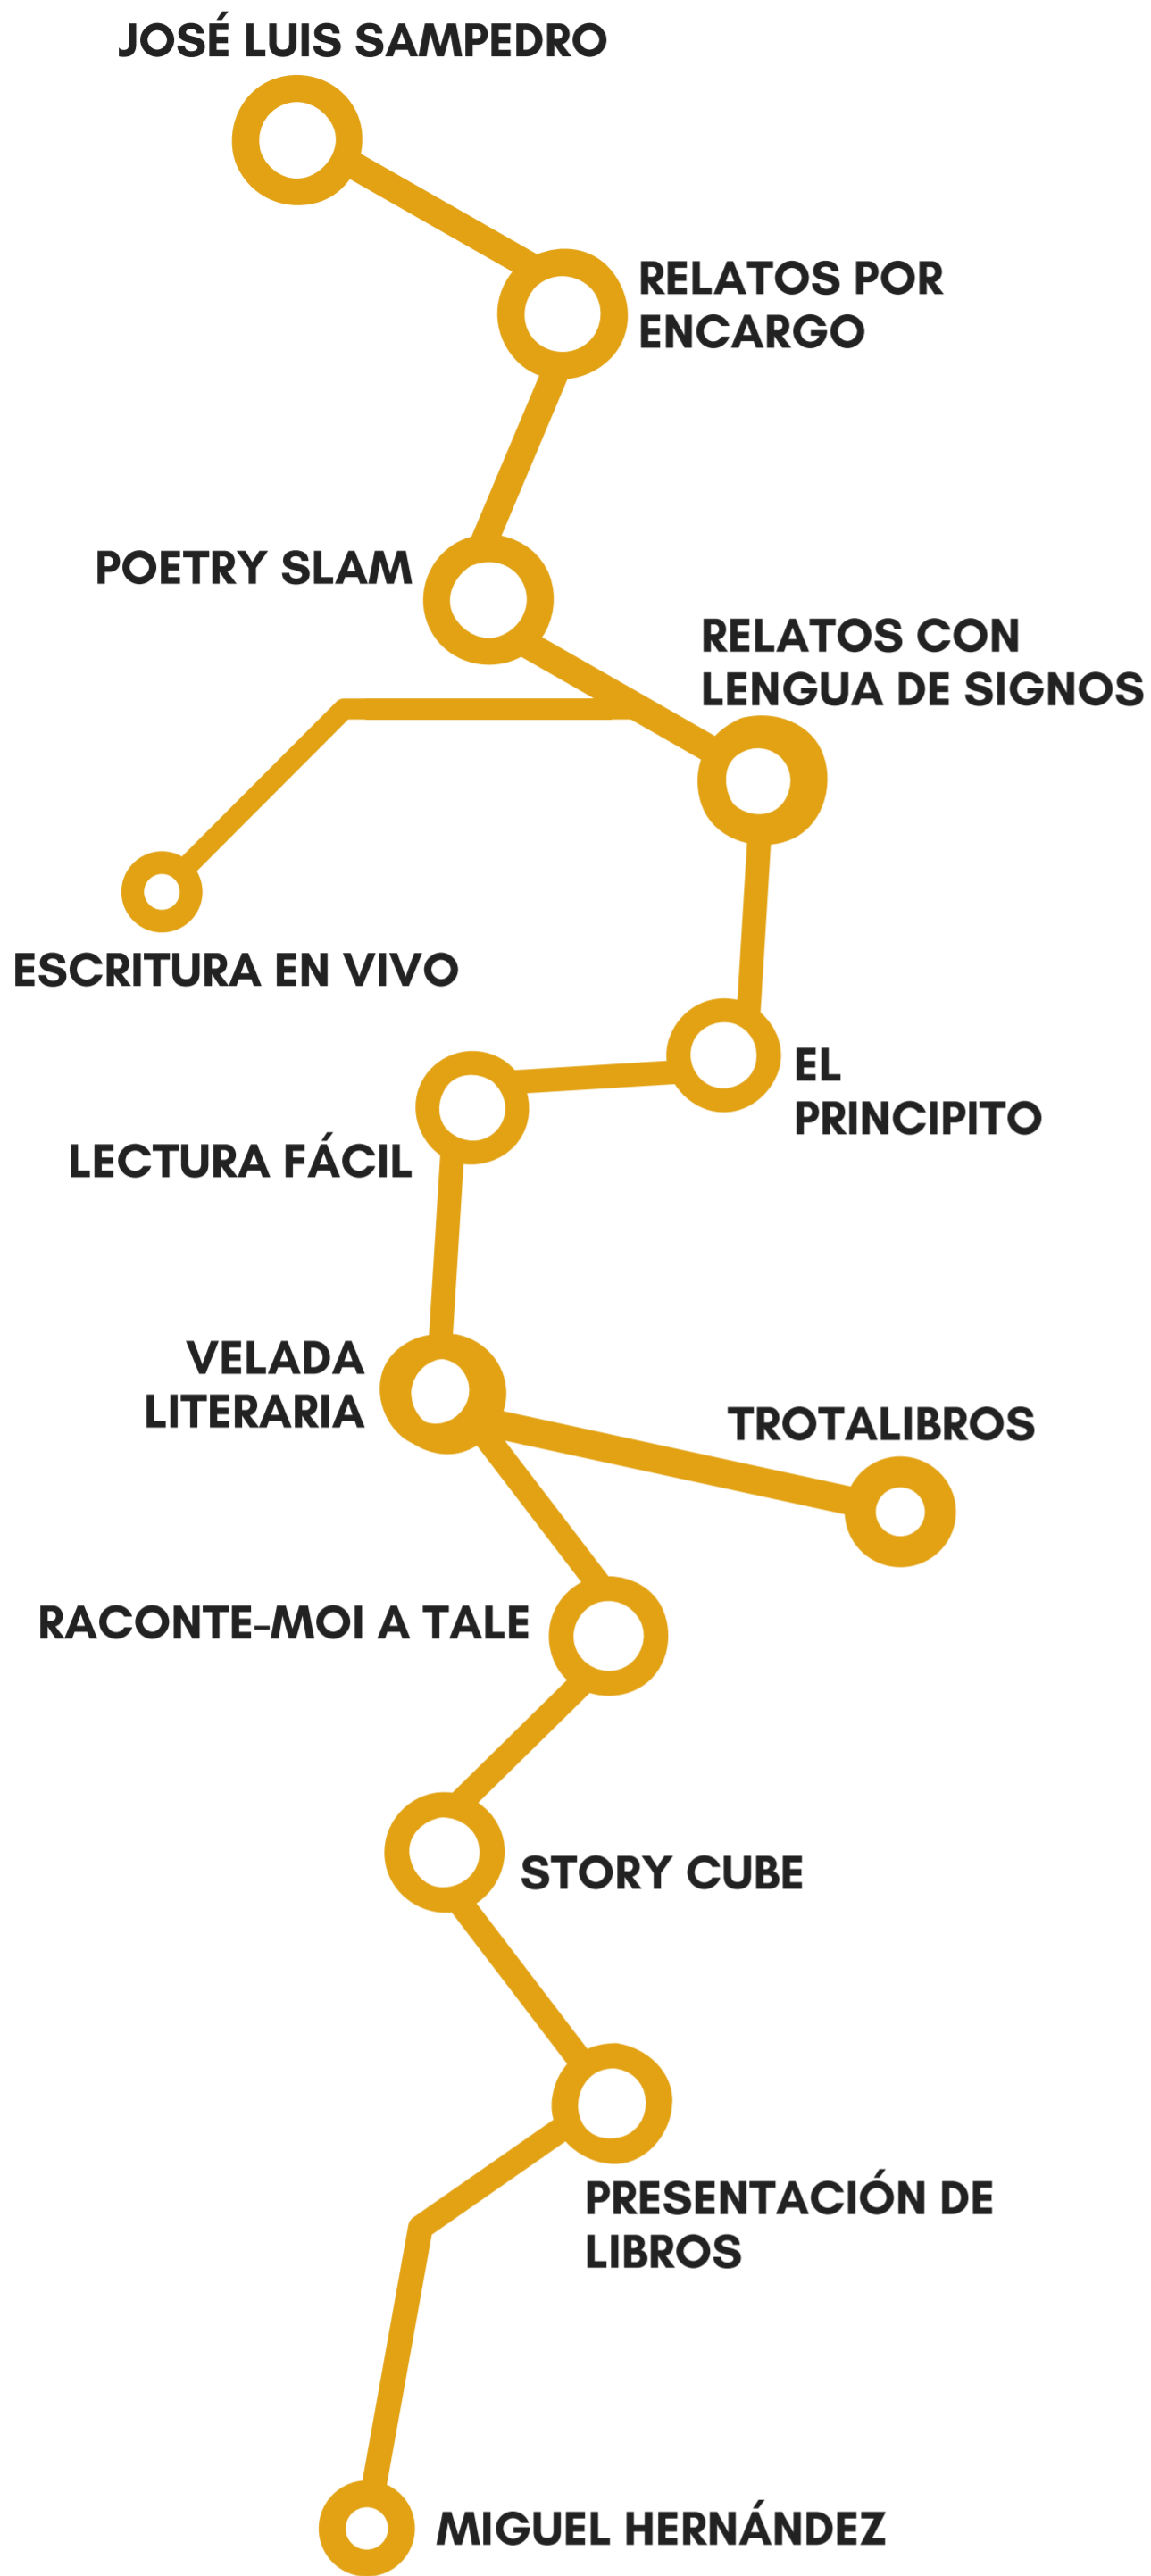 JOSÉ LUIS SAMPEDRO
RELATOS POR
ENCARGO
POETRY SLAM
RELATOS CON
LENGUA DE SIGNOS
ESCRITURA EN VIVO
EL
PRINCIPITO
LECTURA FÁCIL
VELADA
LITERARIA
TROTALIBROS
RACONTE-MOI A TALE
STORY CUBE
PRESENTACIÓN DE
LIBROS
MIGUEL HERNÁNDEZ